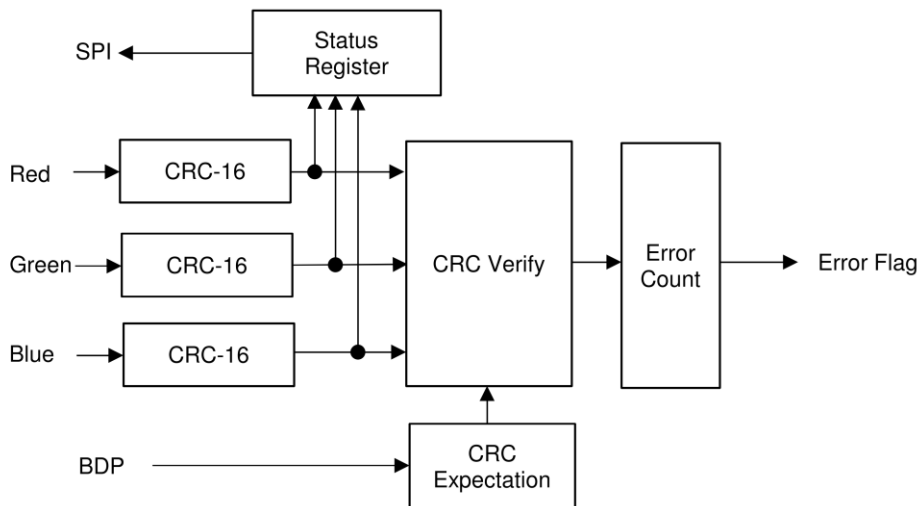 SPI
Status
Register
Red
CRC-16
Green
CRC-16
CRC Verify
Error
Count
Error Flag
Blue
CRC-16
BDP
CRC
Expectation